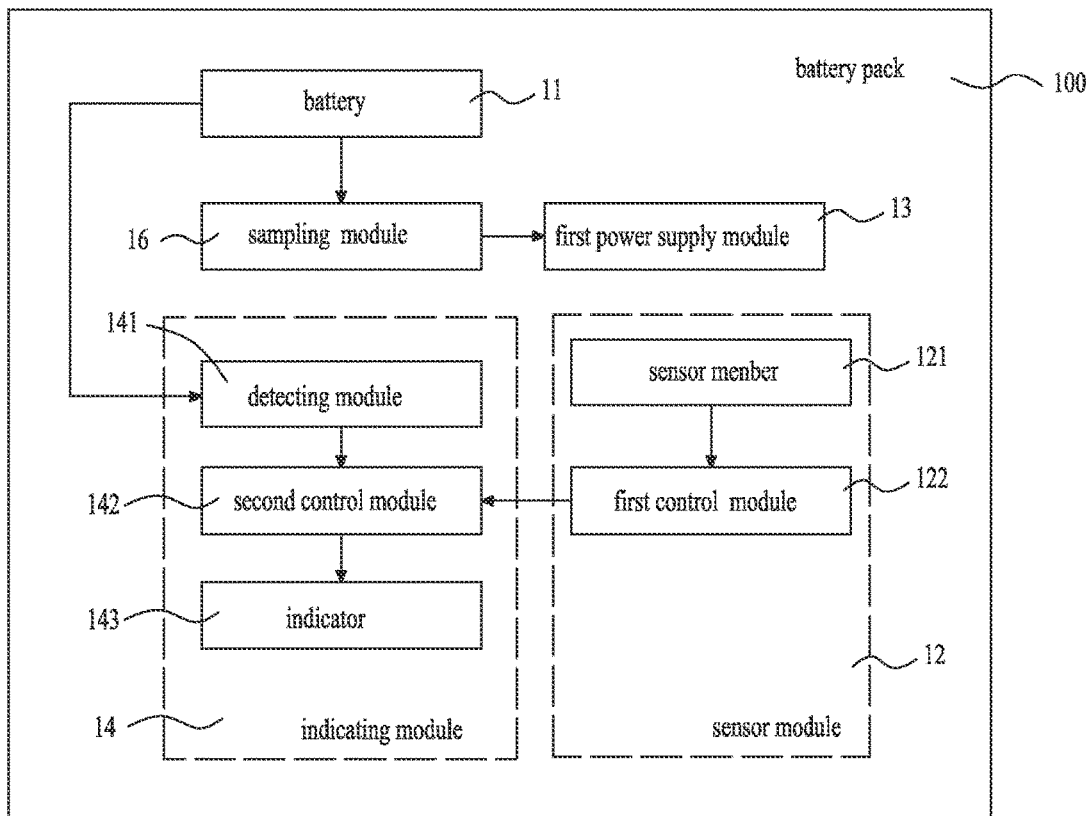 battery pack
100
battery
11
13
16
sampling module
first power supply module
141
sensor menber
121
detecting module
142
second control module
first control module
122
143
indicator
12
14
indicating module
sensor module